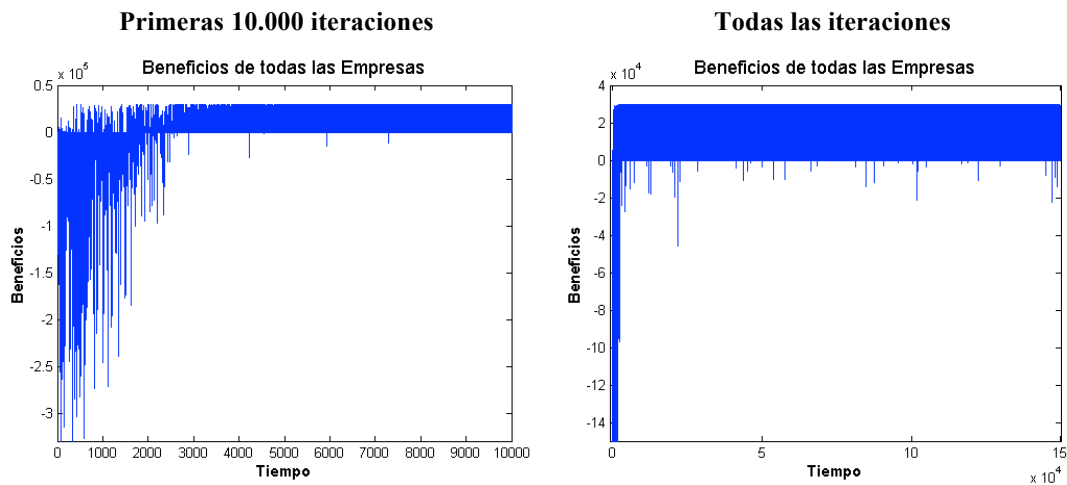 Primeras 10.000 iteraciones
Beneficios de todas las Empresas
x 10^5
0.5
0
-0.5
-1
-1.5
-2
-2.5
-3
Beneficios
0 1000 2000 3000 4000 5000 6000 7000 8000 9000 10000
Tiempo
Todas las iteraciones
Beneficios de todas las Empresas
x 10^4
4
2
0
-2
-4
-6
-8
-10
-12
-14
Beneficios
0 5 10 15
Tiempo
x 10^4